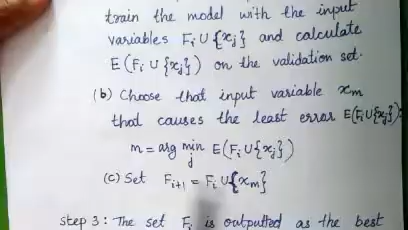 train the model with the input
variables Fᵢ ∪ {xⱼ} and calculate
E (Fᵢ ∪ {xⱼ}) on the validation set.
(b) Choose that input variable xₘ
that causes the least error E(Fᵢ∪{xⱼ}):
m = arg min E(Fᵢ∪{xⱼ})
j
(c) Set Fᵢ₊₁ = Fᵢ ∪{xₘ}
step 3: The set Fᵢ is outputted as the best